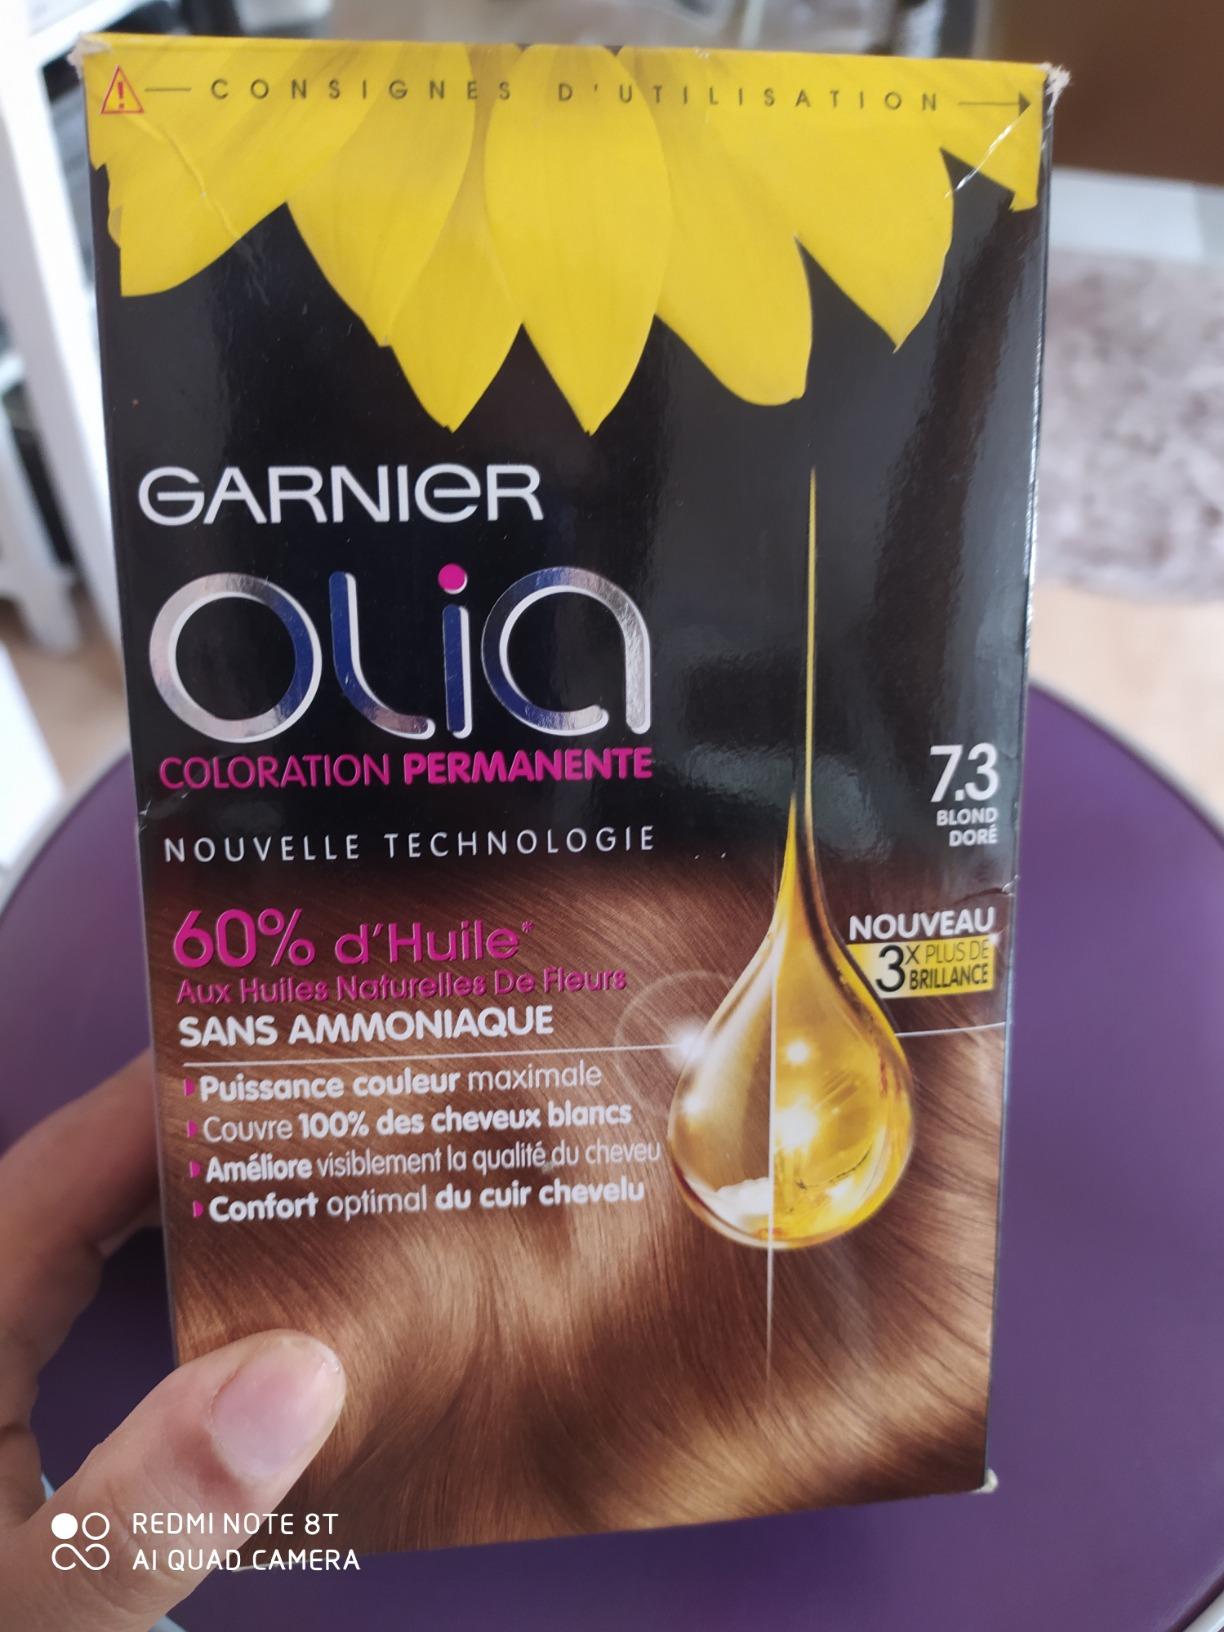 CONSIGNES D'UTILISATION
GARNIER
OLIA
COLORATION PERMANENTE
NOUVELLE TECHNOLOGIE
7.3
BLOND
DORÉ
60% d'Huile*
Aux Huiles Naturelles De Fleurs
SANS AMMONIAQUE
NOUVEAU
3X PLUS DE
BRILLANCE
Puissance couleur maximale
Couvre 100% des cheveux blancs
Améliore visiblement la qualité du cheveu
Confort optimal du cuir chevelu
REDMI NOTE 8T
AI QUAD CAMERA